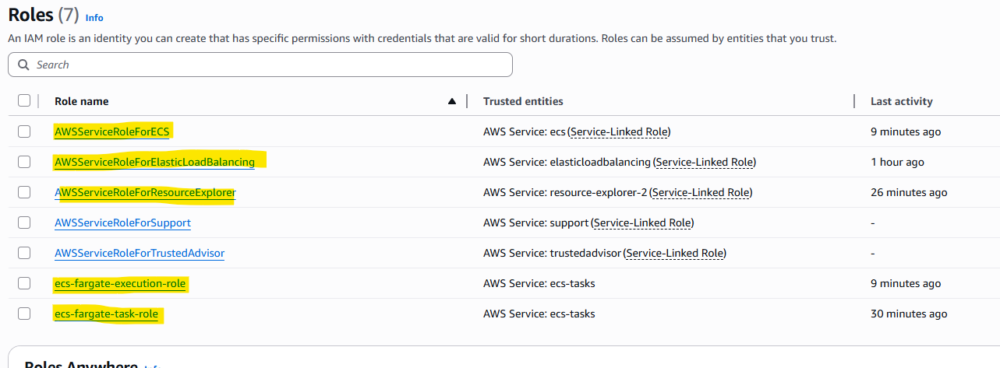 Roles (7) Info
An IAM role is an identity you can create that has specific permissions with credentials that are valid for short durations. Roles can be assumed by entities that you trust.
Search
Role name Trusted entities Last activity
AWSServiceRoleForECS AWS Service: ecs (Service-Linked Role) 9 minutes ago
AWSServiceRoleForElasticLoadBalancing AWS Service: elasticloadbalancing (Service-Linked Role) 1 hour ago
AWSServiceRoleForResourceExplorer AWS Service: resource-explorer-2 (Service-Linked Role) 26 minutes ago
AWSServiceRoleForSupport AWS Service: support (Service-Linked Role) -
AWSServiceRoleForTrustedAdvisor AWS Service: trustedadvisor (Service-Linked Role) -
ecs-fargate-execution-role AWS Service: ecs-tasks 9 minutes ago
ecs-fargate-task-role AWS Service: ecs-tasks 30 minutes ago
Roles Anywhere Info